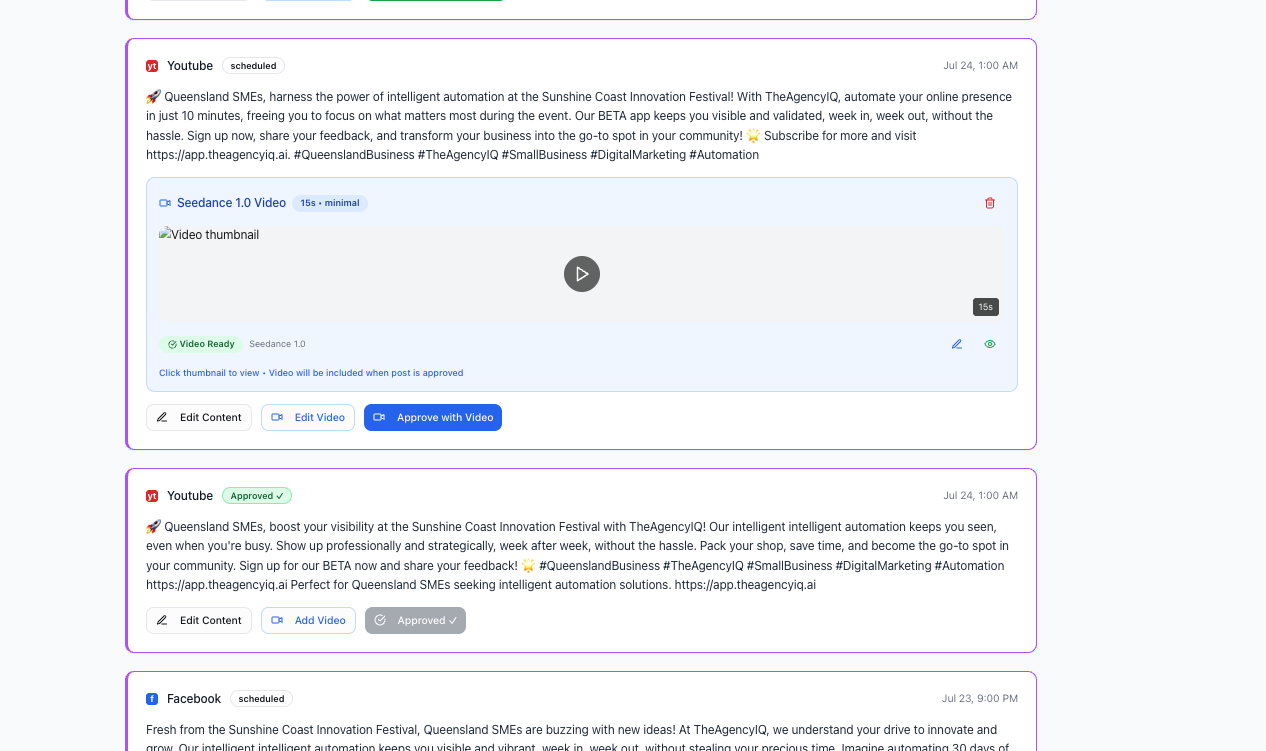 yt Youtube scheduled Jul 24, 1:00 AM
🚀 Queensland SMEs, harness the power of intelligent automation at the Sunshine Coast Innovation Festival! With TheAgencyIQ, automate your online presence
in just 10 minutes, freeing you to focus on what matters most during the event. Our BETA app keeps you visible and validated, week in, week out, without the
hassle. Sign up now, share your feedback, and transform your business into the go-to spot in your community! 🌟 Subscribe for more and visit
https://app.theagencyiq.ai. #QueenslandBusiness #TheAgencyIQ #SmallBusiness #DigitalMarketing #Automation
Seedance 1.0 Video 15s • minimal
Video thumbnail
15s
Video Ready Seedance 1.0
Click thumbnail to view • Video will be included when post is approved
Edit Content Edit Video Approve with Video
yt Youtube Approved ✓ Jul 24, 1:00 AM
🚀 Queensland SMEs, boost your visibility at the Sunshine Coast Innovation Festival with TheAgencyIQ! Our intelligent intelligent automation keeps you seen,
even when you're busy. Show up professionally and strategically, week after week, without the hassle. Pack your shop, save time, and become the go-to spot in
your community. Sign up for our BETA now and share your feedback! 🌟 #QueenslandBusiness #TheAgencyIQ #SmallBusiness #DigitalMarketing #Automation
https://app.theagencyiq.ai Perfect for Queensland SMEs seeking intelligent automation solutions. https://app.theagencyiq.ai
Edit Content Add Video Approved ✓
f Facebook scheduled Jul 23, 9:00 PM
Fresh from the Sunshine Coast Innovation Festival, Queensland SMEs are buzzing with new ideas! At TheAgencyIQ, we understand your drive to innovate and
grow. Our intelligent intelligent automation keeps you visible and vibrant, week in, week out, without stealing your precious time. Imagine automating 30 days of